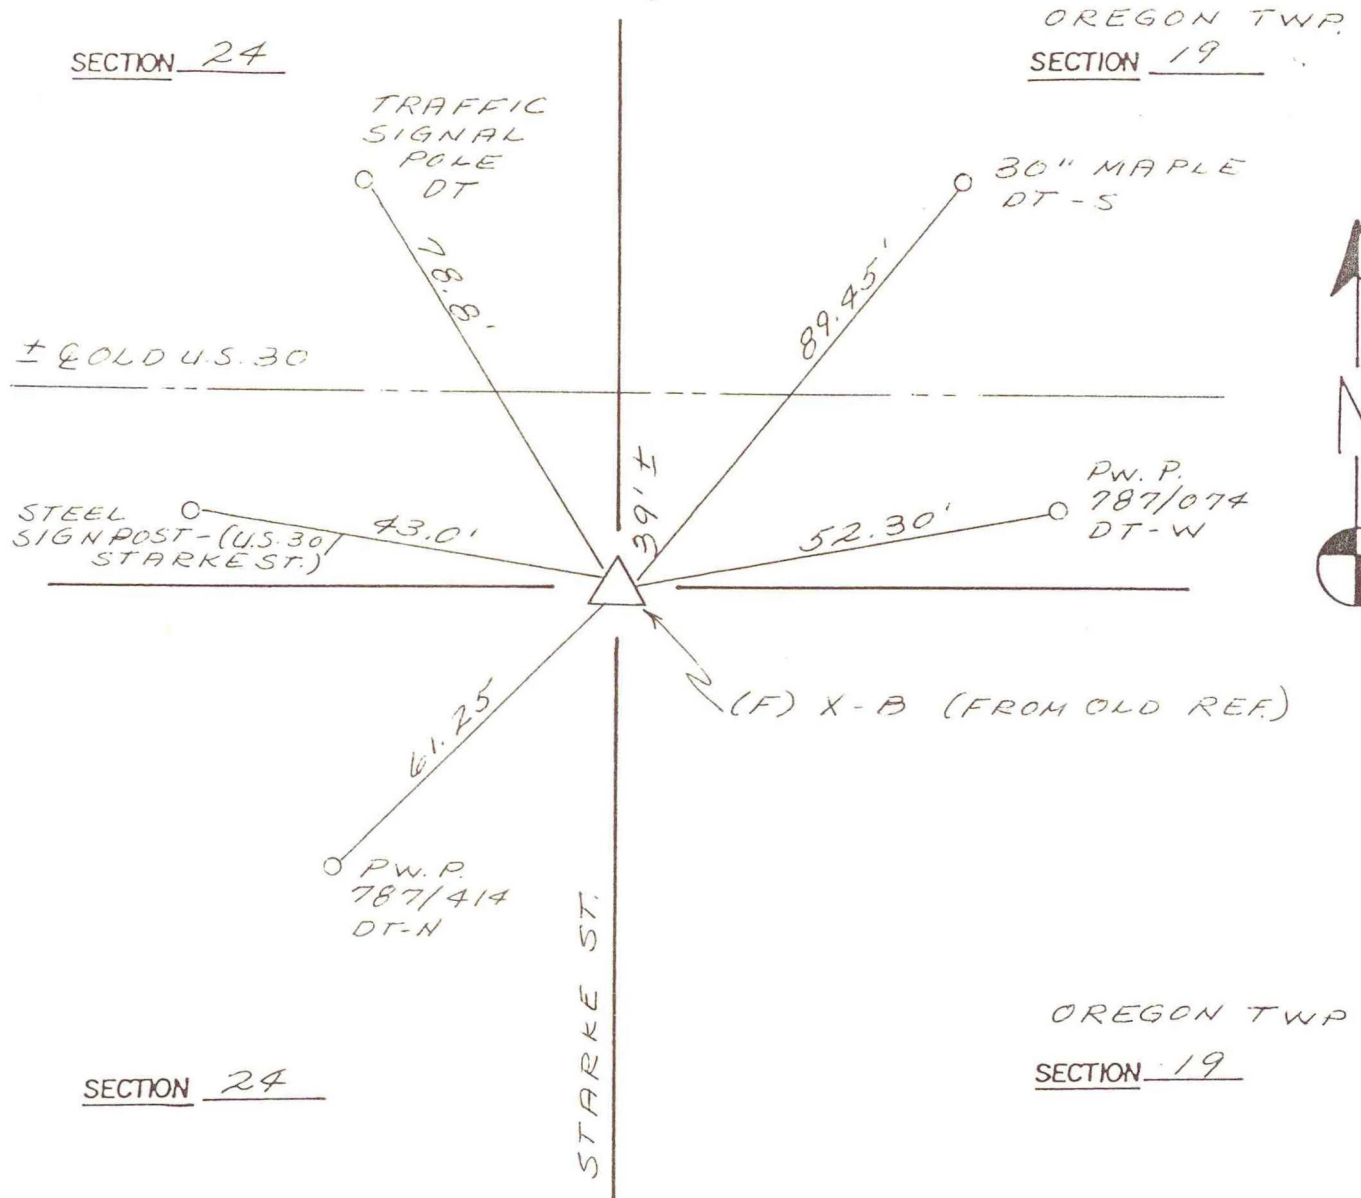 OREGON TWP.
SECTION 24
SECTION 19
TRAFFIC
SIGNAL
POLE
DT
30" MAPLE
DT-S
78.8'
89.45'
± ℄ OLD U.S. 30
N
39' ±
PW. P.
787/074
DT-W
STEEL
SIGNPOST-(U.S.30/
STARKE ST.)
43.0'
52.30'
(F) X-B (FROM OLD REF.)
61.25
PW. P.
787/414
DT-N
STARKE ST.
OREGON TWP
SECTION 24
SECTION 19